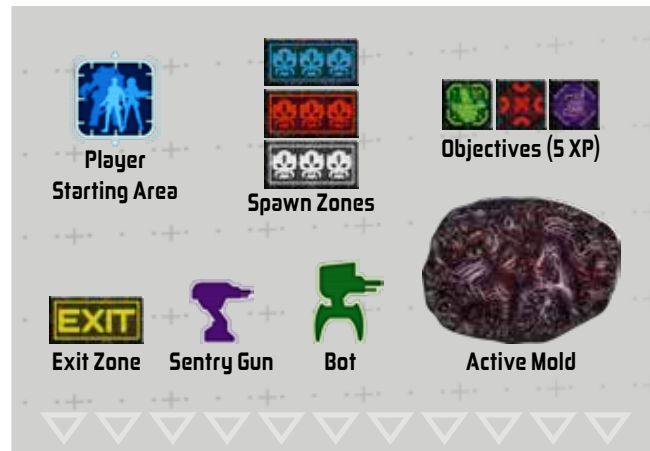 Player
Starting Area
Spawn Zones
Objectives (5 XP)
EXIT
Exit Zone
Sentry Gun
Bot
Active Mold